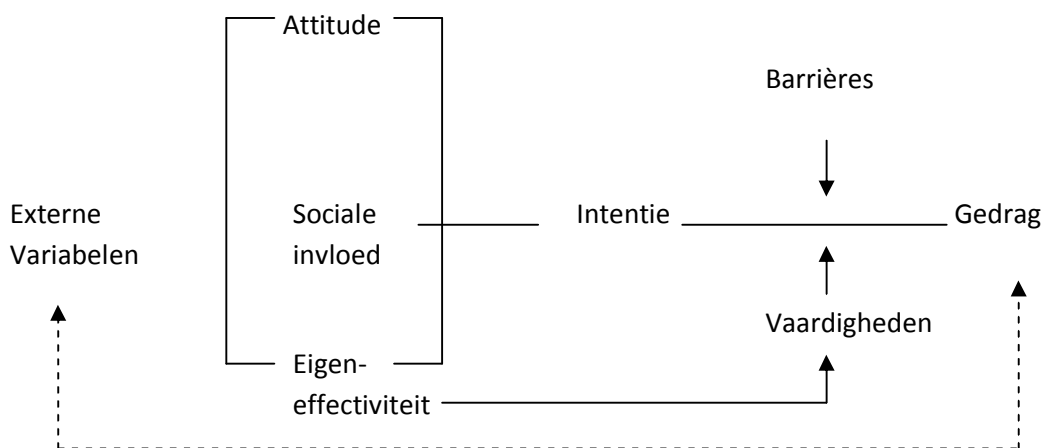 Attitude
Barrières
Externe
Variabelen
Sociale
invloed
Intentie
Gedrag
Vaardigheden
Eigen-
effectiviteit